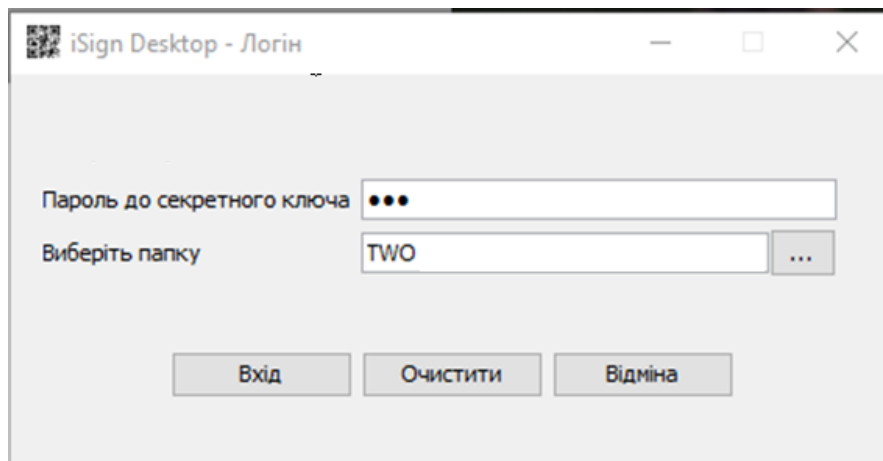 iSign Desktop - Логін
Пароль до секретного ключа •••
Виберіть папку TWO ...
Вхід Очистити Відміна